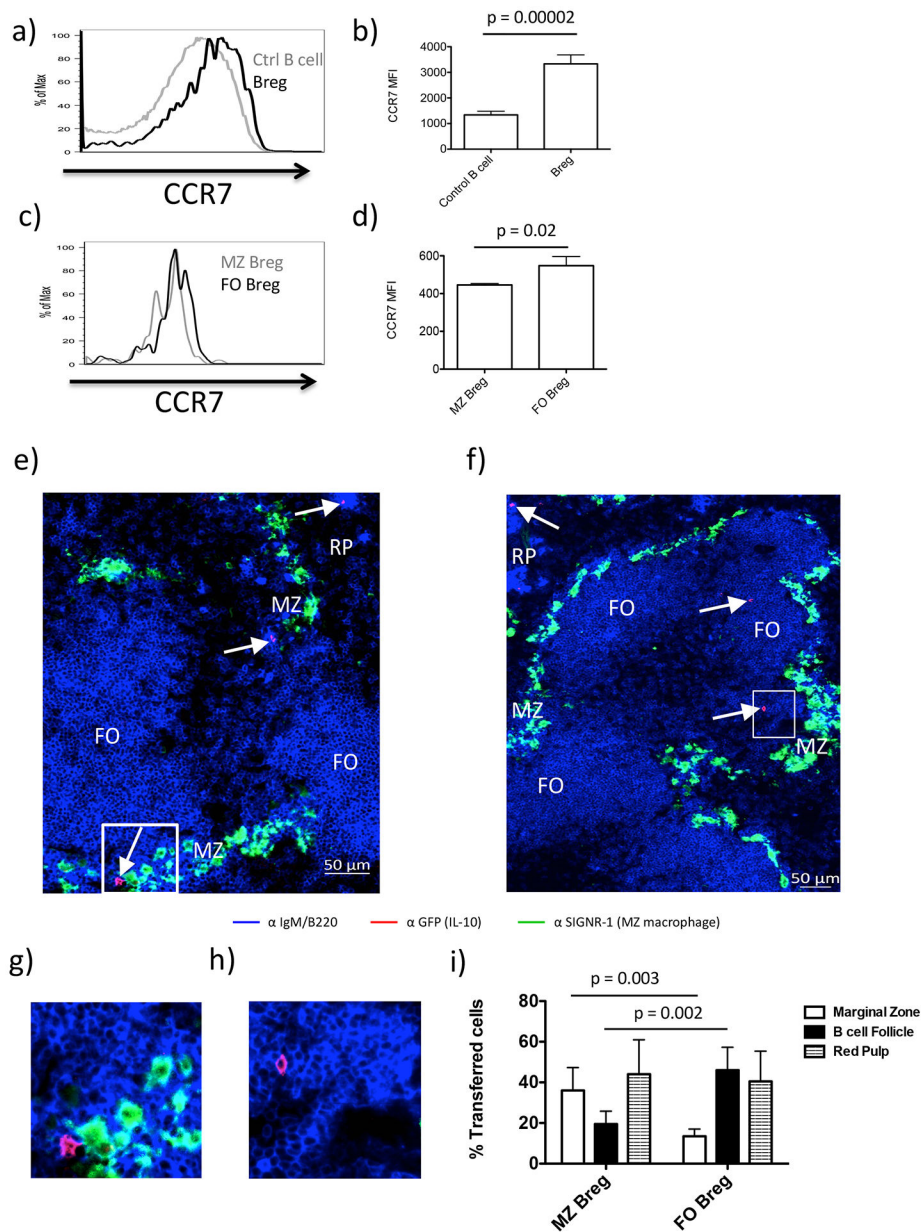 a)
% of Max
100
80
60
40
20
0
Ctrl B cell
Breg
CCR7
b)
p = 0.00002
CCR7 MFI
4000
3000
2000
1000
0
Control B cell
Breg
c)
% of Max
100
80
60
40
20
0
MZ Breg
FO Breg
CCR7
d)
p = 0.02
CCR7 MFI
600
400
200
0
MZ Breg
FO Breg
e)
RP
MZ
FO
FO
MZ
50 µm
f)
RP
FO
FO
MZ
MZ
FO
50 µm
α IgM/B220
α GFP (IL-10)
α SIGNR-1 (MZ macrophage)
g)
h)
i)
p = 0.003
p = 0.002
% Transferred cells
80
60
40
20
0
MZ Breg
FO Breg
Marginal Zone
B cell Follicle
Red Pulp